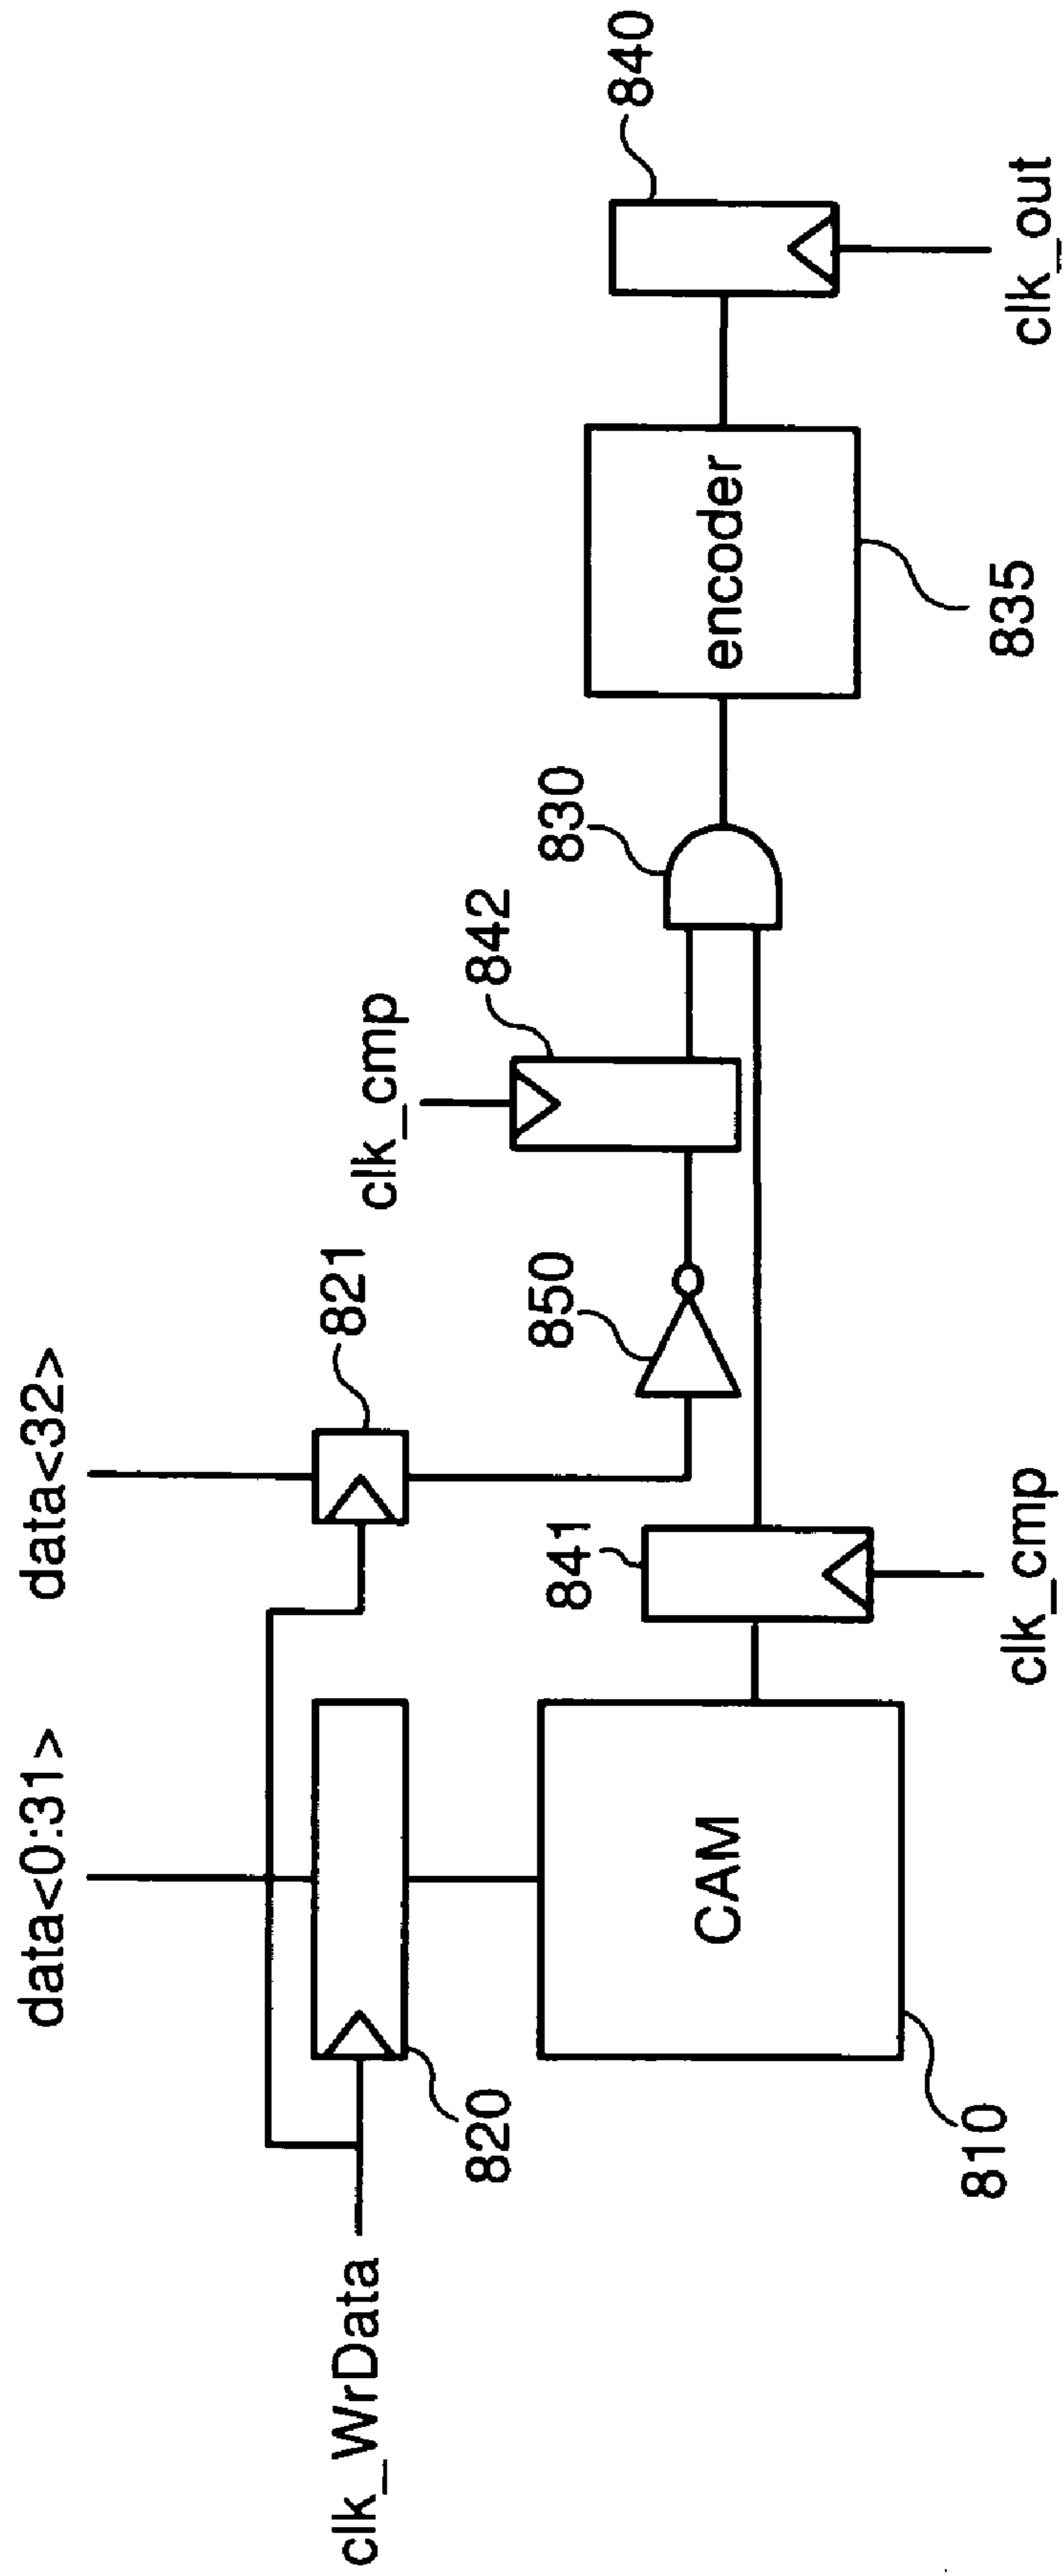 data<0:31>
data<32>
clk_WrData
820
821
clk_cmp
842
840
850
830
841
CAM
encoder
810
clk_cmp
835
clk_out